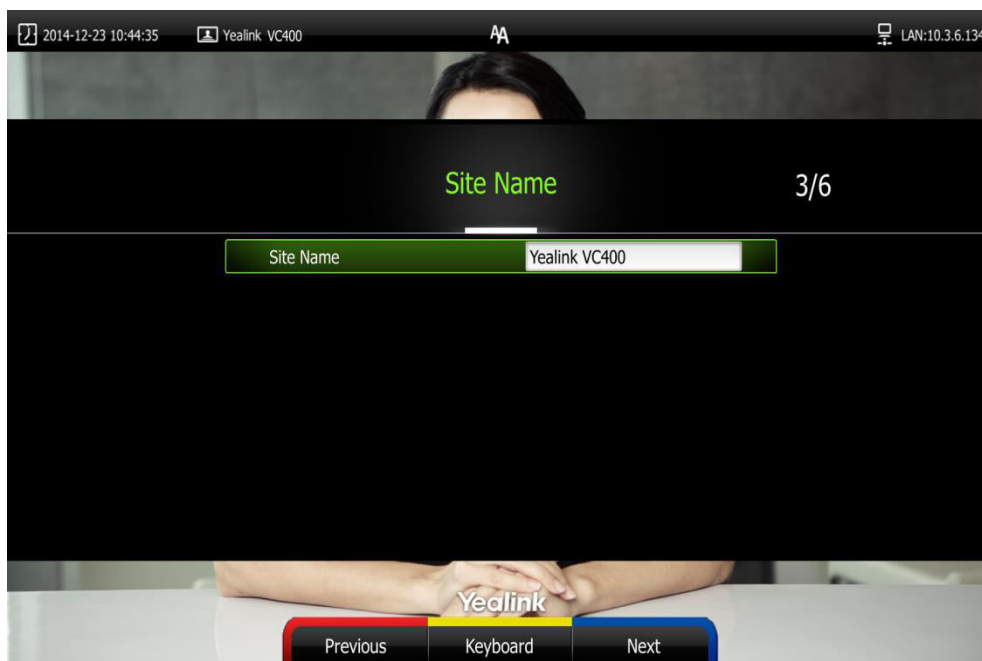 2014-12-23 10:44:35 Yealink VC400 AA LAN:10.3.6.134
Site Name 3/6
Site Name Yealink VC400
Yealink
Previous Keyboard Next